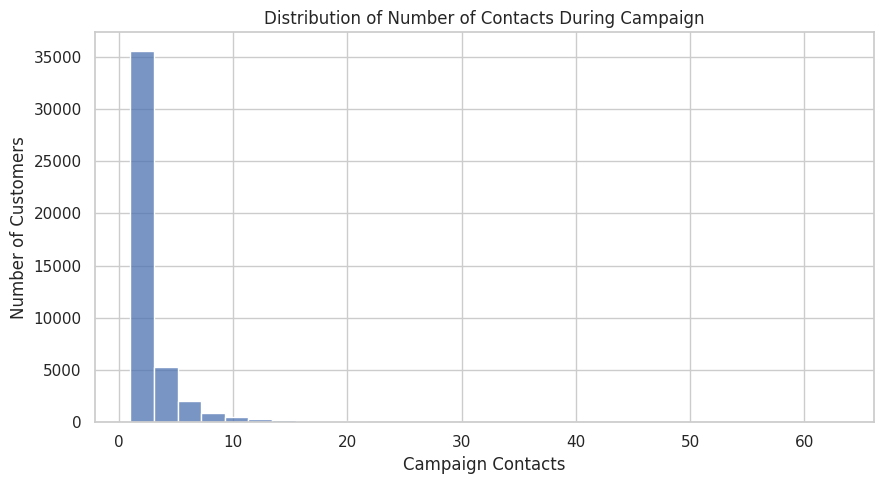 Distribution of Number of Contacts During Campaign
Number of Customers
35000
30000
25000
20000
15000
10000
5000
0
0 10 20 30 40 50 60
Campaign Contacts